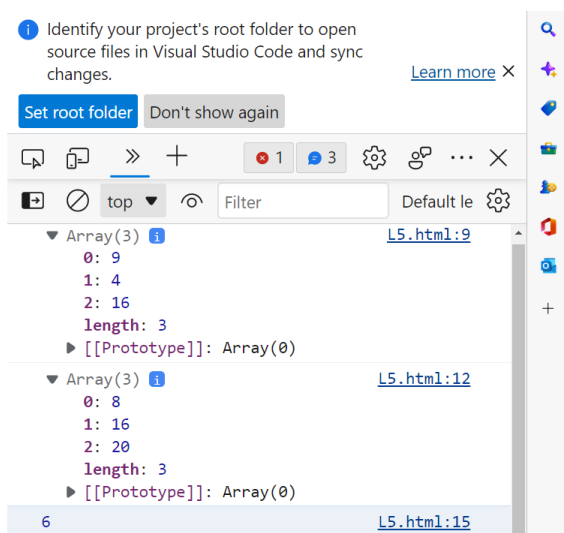 Identify your project's root folder to open
source files in Visual Studio Code and sync
changes. Learn more
Set root folder Don't show again
1 3
top Filter Default le
Array(3) i L5.html:9
0: 9
1: 4
2: 16
length: 3
[[Prototype]]: Array(0)
Array(3) i L5.html:12
0: 8
1: 16
2: 20
length: 3
[[Prototype]]: Array(0)
6 L5.html:15